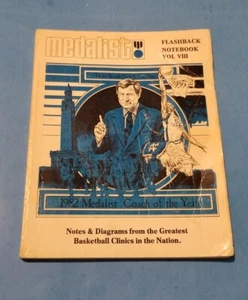 medalist
FLASHBACK
NOTEBOOK
VOL VIII
1982 Medalist Coach of the Year
Notes & Diagrams from the Greatest
Basketball Clinics in the Nation.